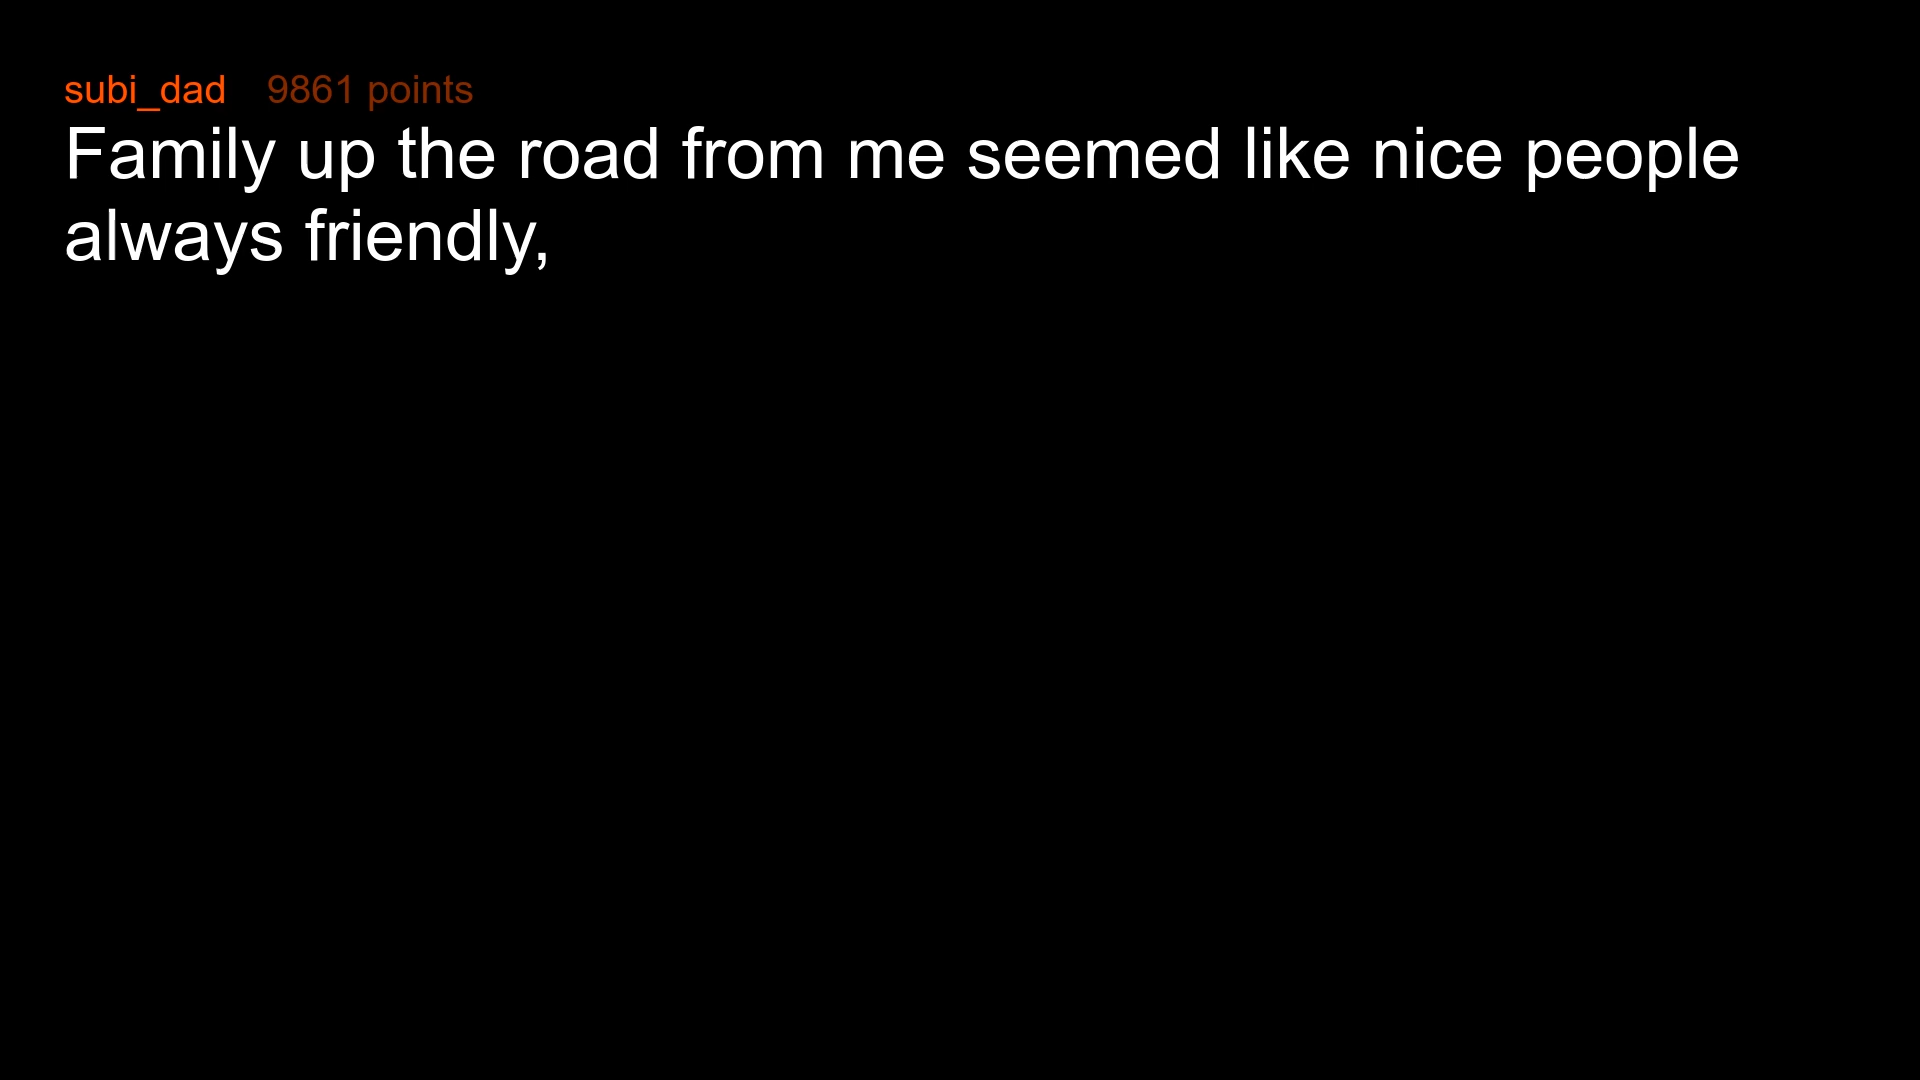 subi_dad 9861 points
Family up the road from me seemed like nice people
always friendly,